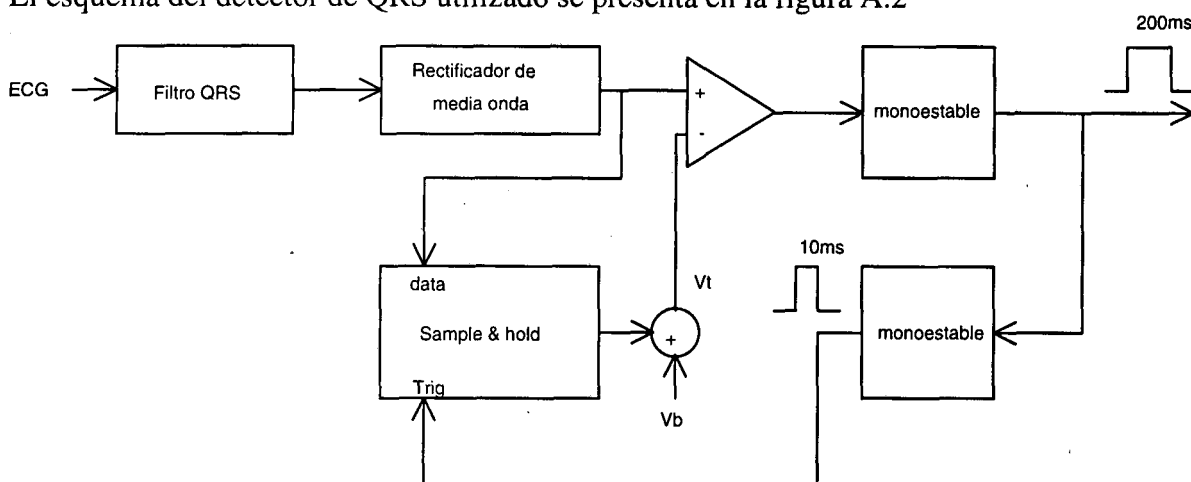 El esquema del detector de QRS utilizado se presenta en la figura A.2
200ms
ECG
Filtro QRS
Rectificador de
media onda
+
-
monoestable
10ms
data
Vt
Sample & hold
+
monoestable
Trig
Vb